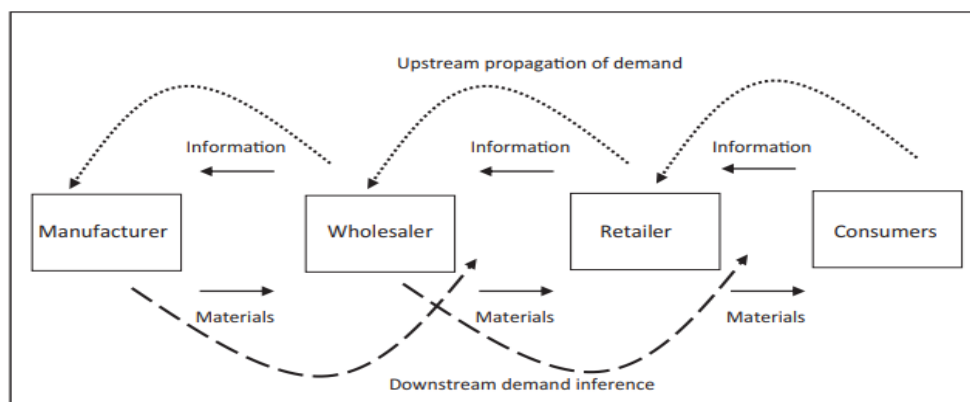 Upstream propagation of demand
Information
Information
Information
Manufacturer
Wholesaler
Retailer
Consumers
Materials
Materials
Materials
Downstream demand inference